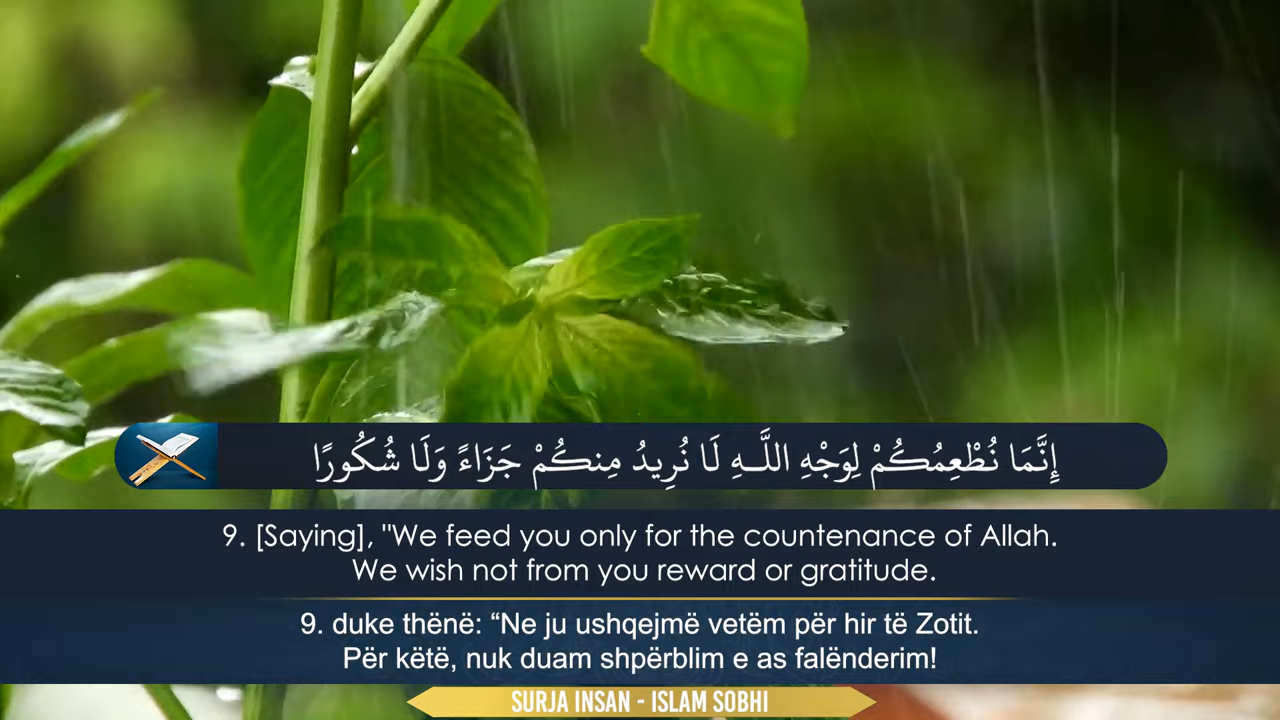 إِنَّمَا نُطْعِمُكُمْ لِوَجْهِ اللَّـهِ لَا نُرِيدُ مِنكُمْ جَزَاءً وَلَا شُكُورًا
9. [Saying], "We feed you only for the countenance of Allah.
We wish not from you reward or gratitude.
9. duke thënë: “Ne ju ushqejmë vetëm për hir të Zotit.
Për këtë, nuk duam shpërblim e as falënderim!
SURJA INSAN - ISLAM SOBHI